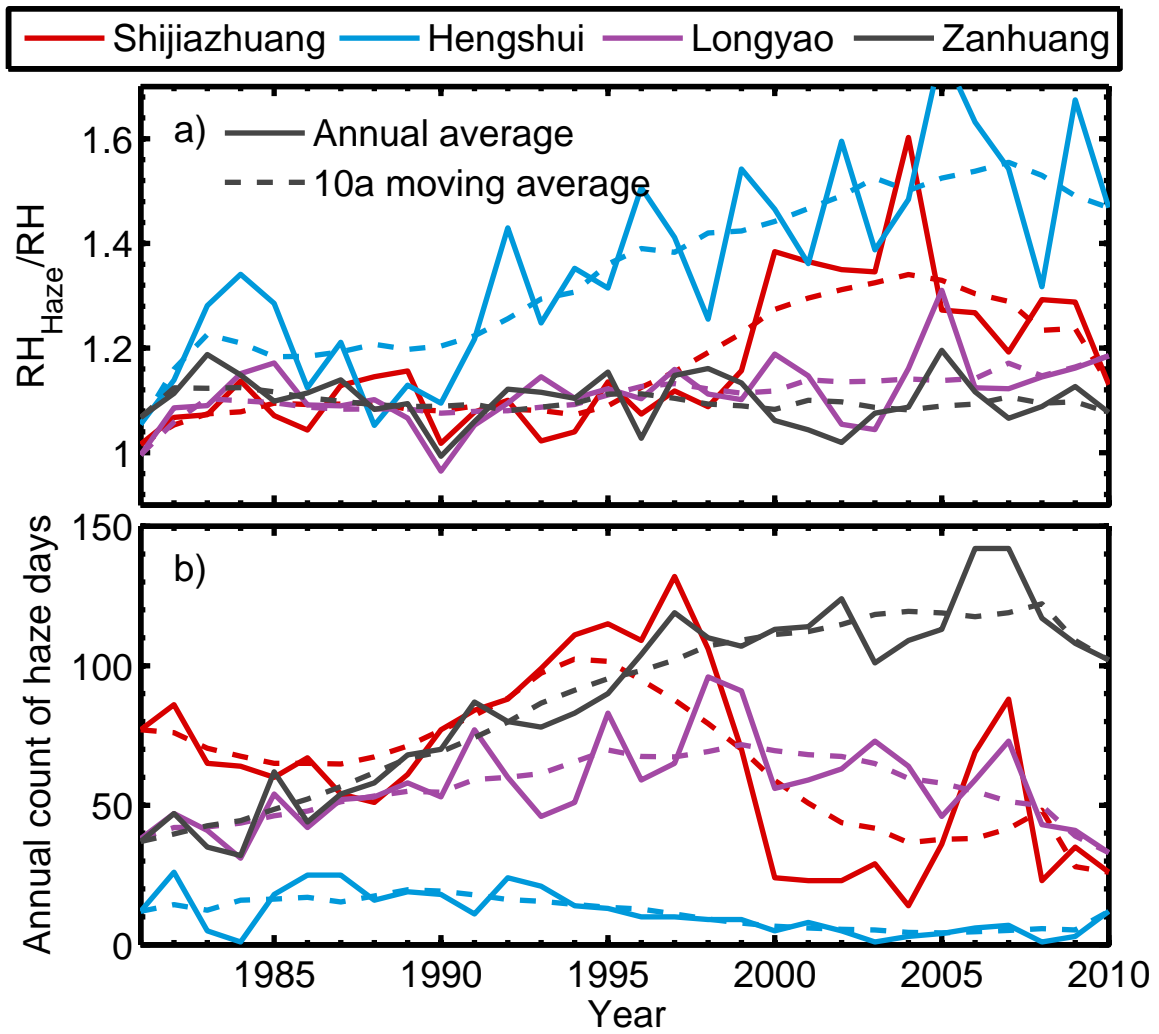 Shijiazhuang Hengshui Longyao Zanhuang
a) Annual average
10a moving average
RH_Haze/RH
1.6
1.4
1.2
1
b)
Annual count of haze days
150
100
50
0
1985 1990 1995 2000 2005 2010
Year